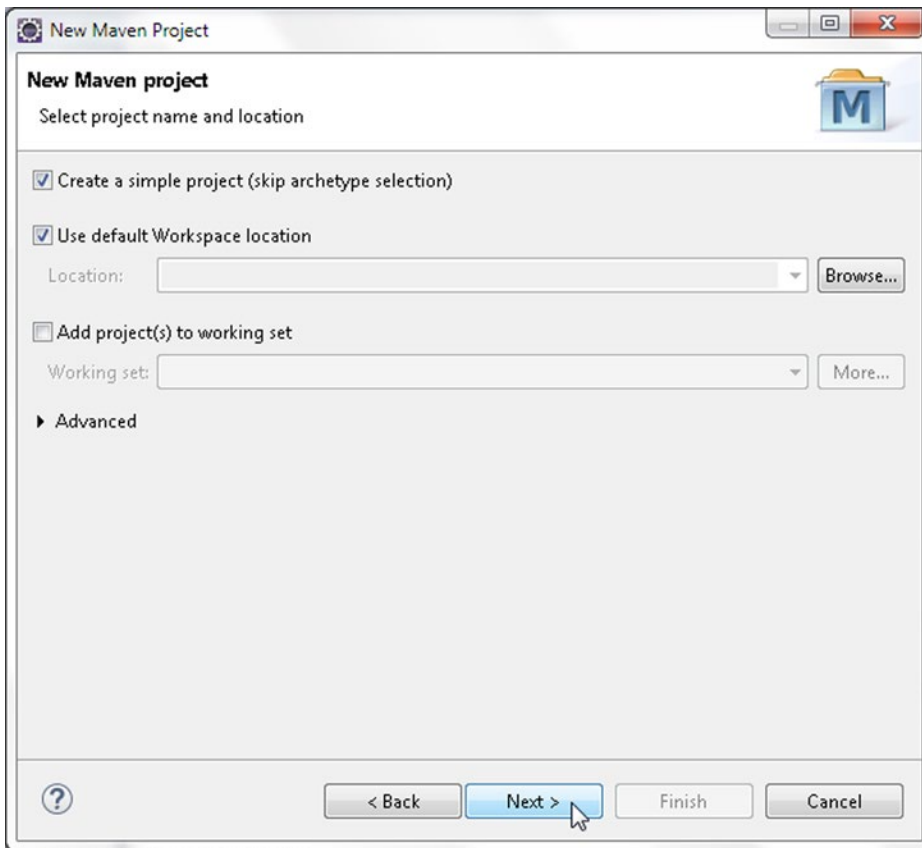 New Maven Project
New Maven project
Select project name and location
M
Create a simple project (skip archetype selection)
Use default Workspace location
Location:
Browse...
Add project(s) to working set
Working set:
More...
Advanced
?
< Back
Next >
Finish
Cancel